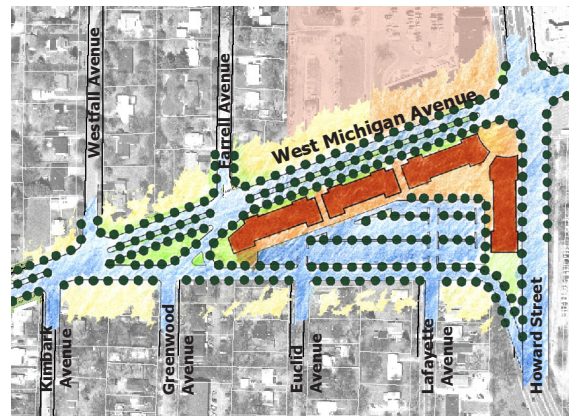 Westfall Avenue
Farrell Avenue
West Michigan Avenue
Kimbark
Avenue
Greenwood
Avenue
Euclid
Avenue
Lafayette
Avenue
Howard Street